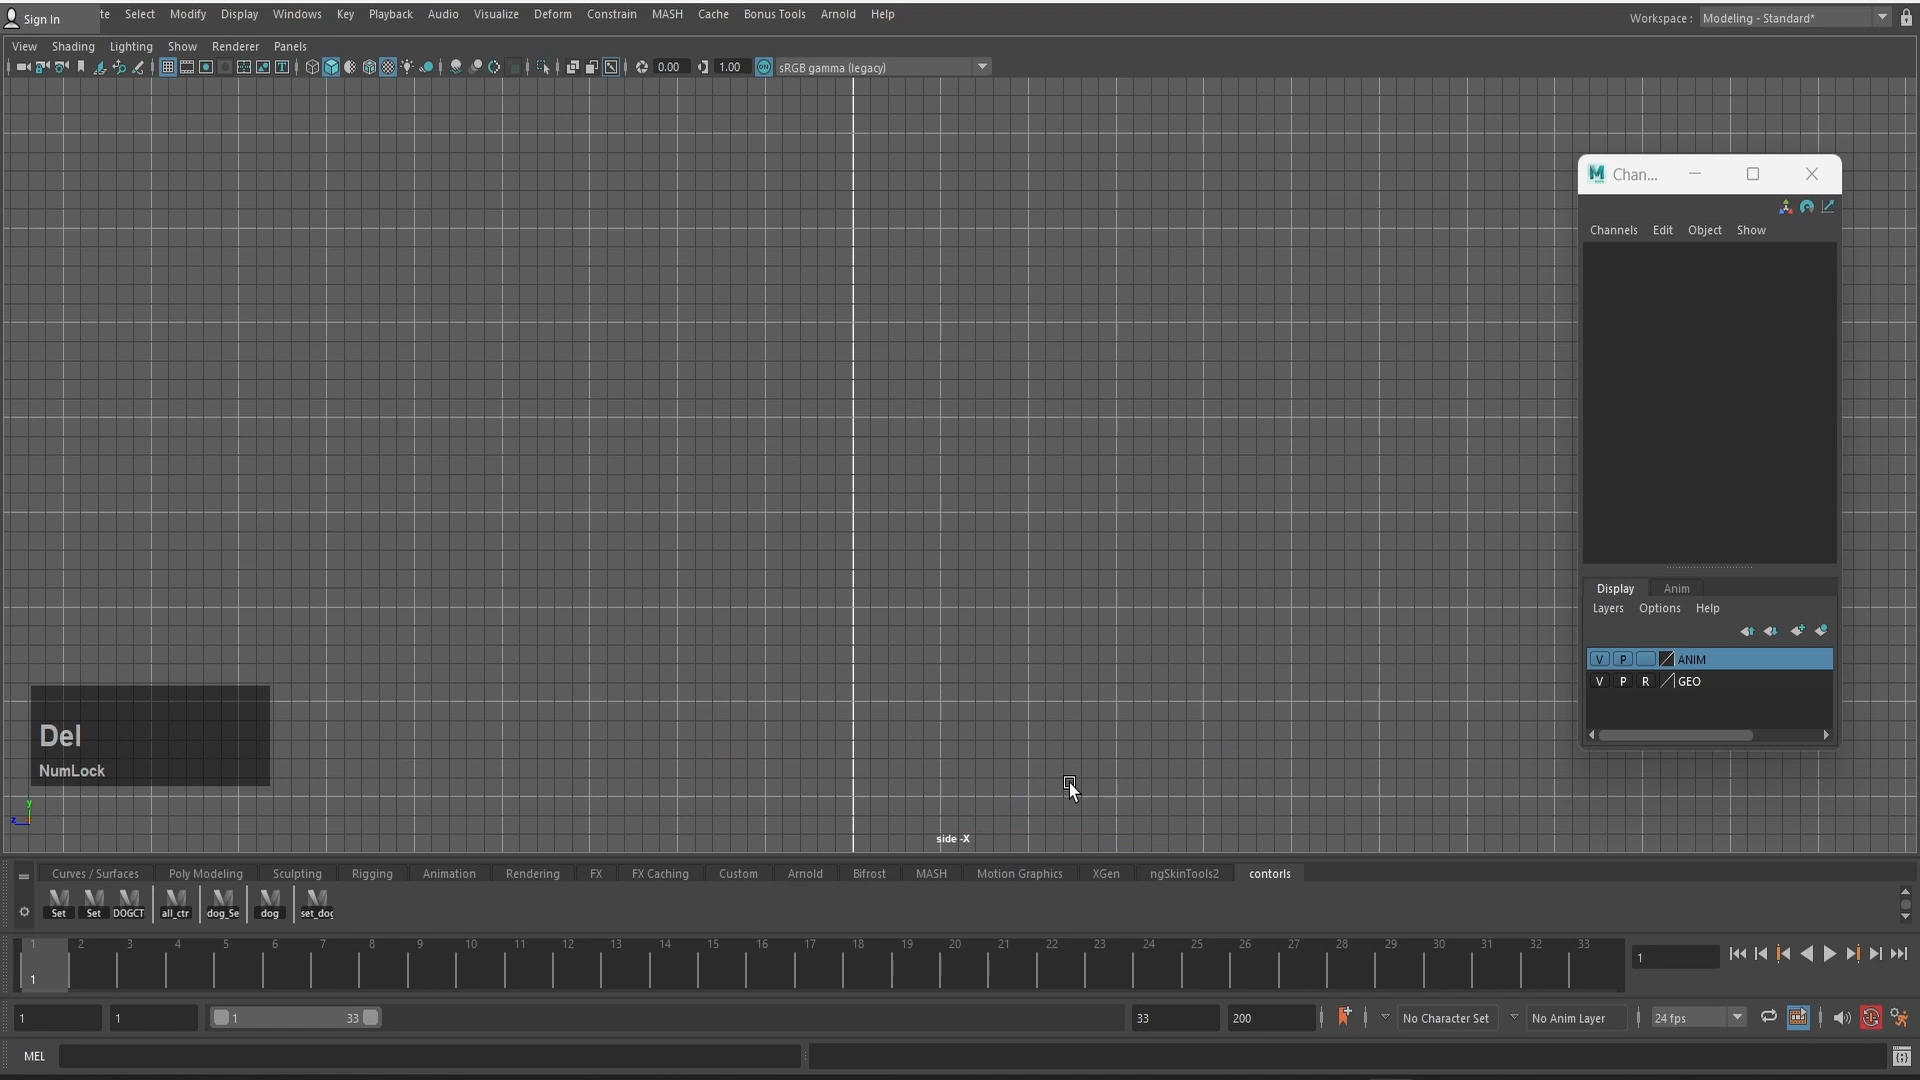 Sign In
te Select Modify Display Windows Key Playback Audio Visualize Deform Constrain MASH Cache Bonus Tools Arnold Help
Workspace : Modeling - Standard*
View Shading Lighting Show Renderer Panels
0.00 1.00 ON sRGB gamma (legacy)
M Chan...
Channels Edit Object Show
Display Anim
Layers Options Help
V P ANIM
V P R GEO
Del
NumLock
y
z
side -X
Curves / Surfaces Poly Modeling Sculpting Rigging Animation Rendering FX FX Caching Custom Arnold Bifrost MASH Motion Graphics XGen ngSkinTools2 contorls
Set Set DOGCT all_ctr dog_Se dog set_dog
1 2 3 4 5 6 7 8 9 10 11 12 13 14 15 16 17 18 19 20 21 22 23 24 25 26 27 28 29 30 31 32 33
1
1
1 1 1 33 33 200 No Character Set No Anim Layer 24 fps
MEL